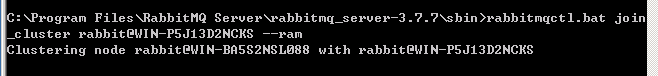 C:\Program Files\RabbitMQ Server\rabbitmq_server-3.7.7\sbin>rabbitmqctl.bat join
_cluster rabbit@WIN-P5J13D2NCKS --ram
Clustering node rabbit@WIN-BA5S2NSL088 with rabbit@WIN-P5J13D2NCKS